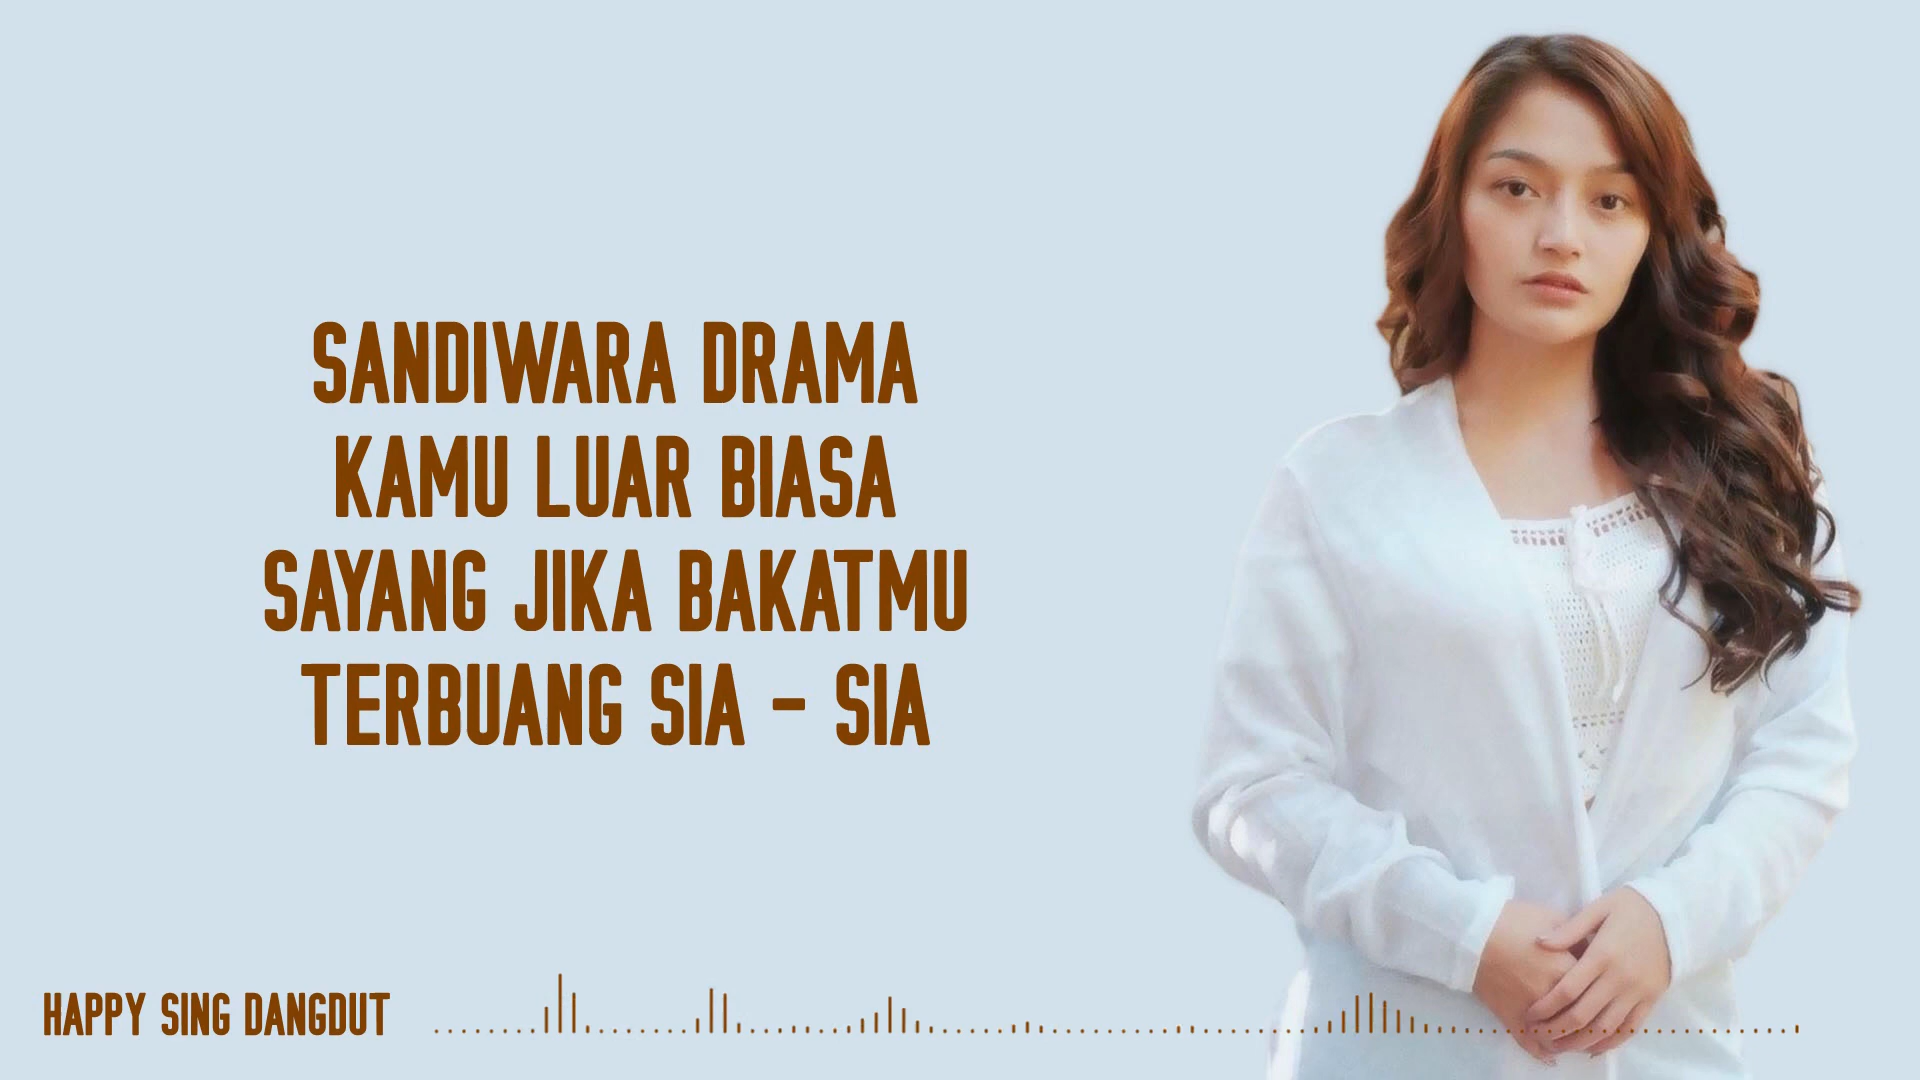 SANDIWARA DRAMA
KAMU LUAR BIASA
SAYANG JIKA BAKATMU
TERBUANG SIA - SIA
HAPPY SING DANGDUT